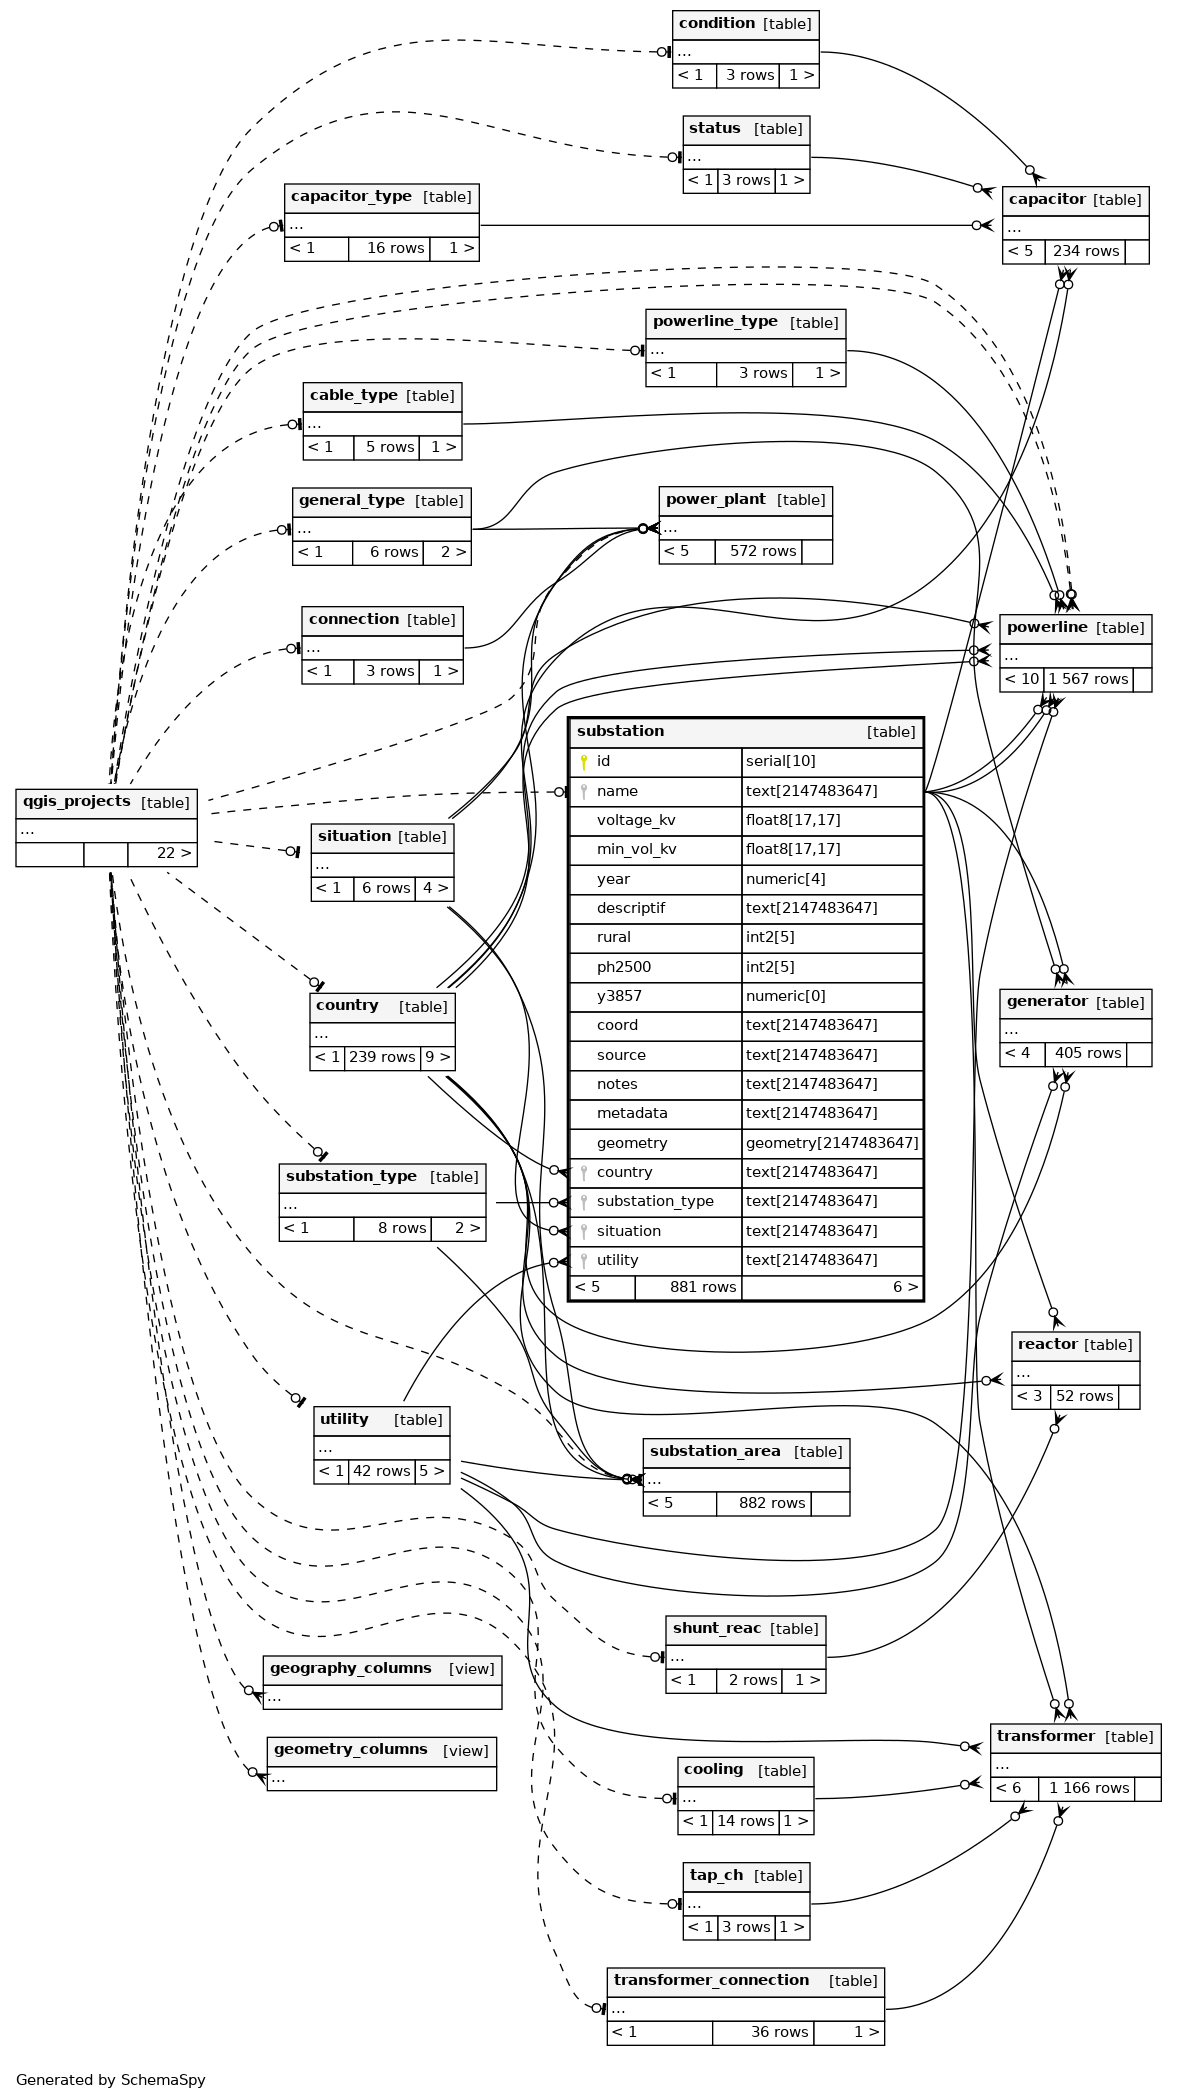 condition [table]
...
< 1 3 rows 1 >
status [table]
...
< 1 3 rows 1 >
capacitor_type [table]
...
< 1 16 rows 1 >
capacitor [table]
...
< 5 234 rows
powerline_type [table]
...
< 1 3 rows 1 >
cable_type [table]
...
< 1 5 rows 1 >
general_type [table]
...
< 1 6 rows 2 >
power_plant [table]
...
< 5 572 rows
connection [table]
...
< 1 3 rows 1 >
powerline [table]
...
< 10 1 567 rows
qgis_projects [table]
...
22 >
situation [table]
...
< 1 6 rows 4 >
country [table]
...
< 1 239 rows 9 >
substation_type [table]
...
< 1 8 rows 2 >
utility [table]
...
< 1 42 rows 5 >
substation [table]
id serial[10]
name text[2147483647]
voltage_kv float8[17,17]
min_vol_kv float8[17,17]
year numeric[4]
descriptif text[2147483647]
rural int2[5]
ph2500 int2[5]
y3857 numeric[0]
coord text[2147483647]
source text[2147483647]
notes text[2147483647]
metadata text[2147483647]
geometry geometry[2147483647]
country text[2147483647]
substation_type text[2147483647]
situation text[2147483647]
utility text[2147483647]
< 5 881 rows 6 >
generator [table]
...
< 4 405 rows
reactor [table]
...
< 3 52 rows
substation_area [table]
...
< 5 882 rows
shunt_reac [table]
...
< 1 2 rows 1 >
geography_columns [view]
...
geometry_columns [view]
...
transformer [table]
...
< 6 1 166 rows
cooling [table]
...
< 1 14 rows 1 >
tap_ch [table]
...
< 1 3 rows 1 >
transformer_connection [table]
...
< 1 36 rows 1 >
Generated by SchemaSpy